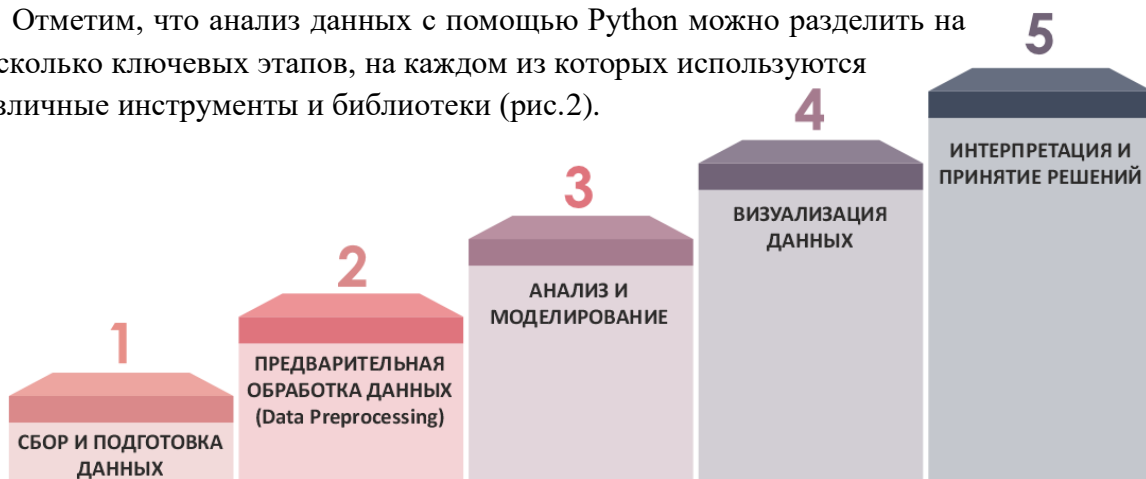 Отметим, что анализ данных с помощью Python можно разделить на
сколько ключевых этапов, на каждом из которых используются
зличные инструменты и библиотеки (рис.2).
1
СБОР И ПОДГОТОВКА
ДАННЫХ
2
ПРЕДВАРИТЕЛЬНАЯ
ОБРАБОТКА ДАННЫХ
(Data Preprocessing)
3
АНАЛИЗ И
МОДЕЛИРОВАНИЕ
4
ВИЗУАЛИЗАЦИЯ
ДАННЫХ
5
ИНТЕРПРЕТАЦИЯ И
ПРИНЯТИЕ РЕШЕНИЙ